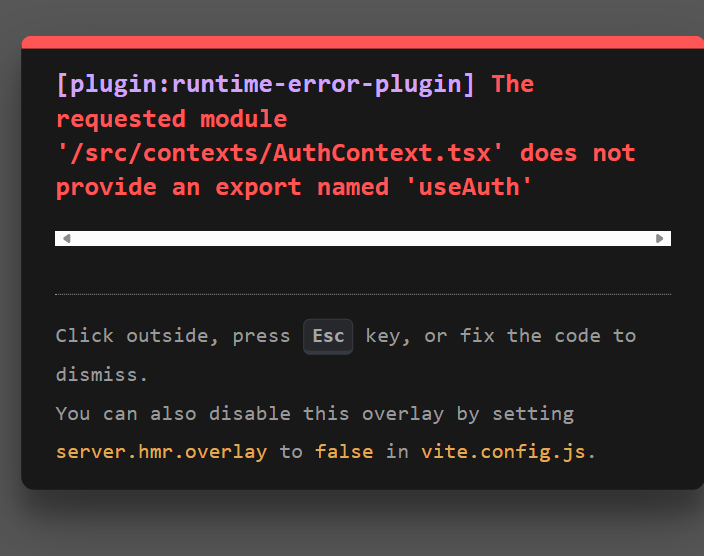 [plugin:runtime-error-plugin] The
requested module
'/src/contexts/AuthContext.tsx' does not
provide an export named 'useAuth'
Click outside, press Esc key, or fix the code to
dismiss.
You can also disable this overlay by setting
server.hmr.overlay to false in vite.config.js.